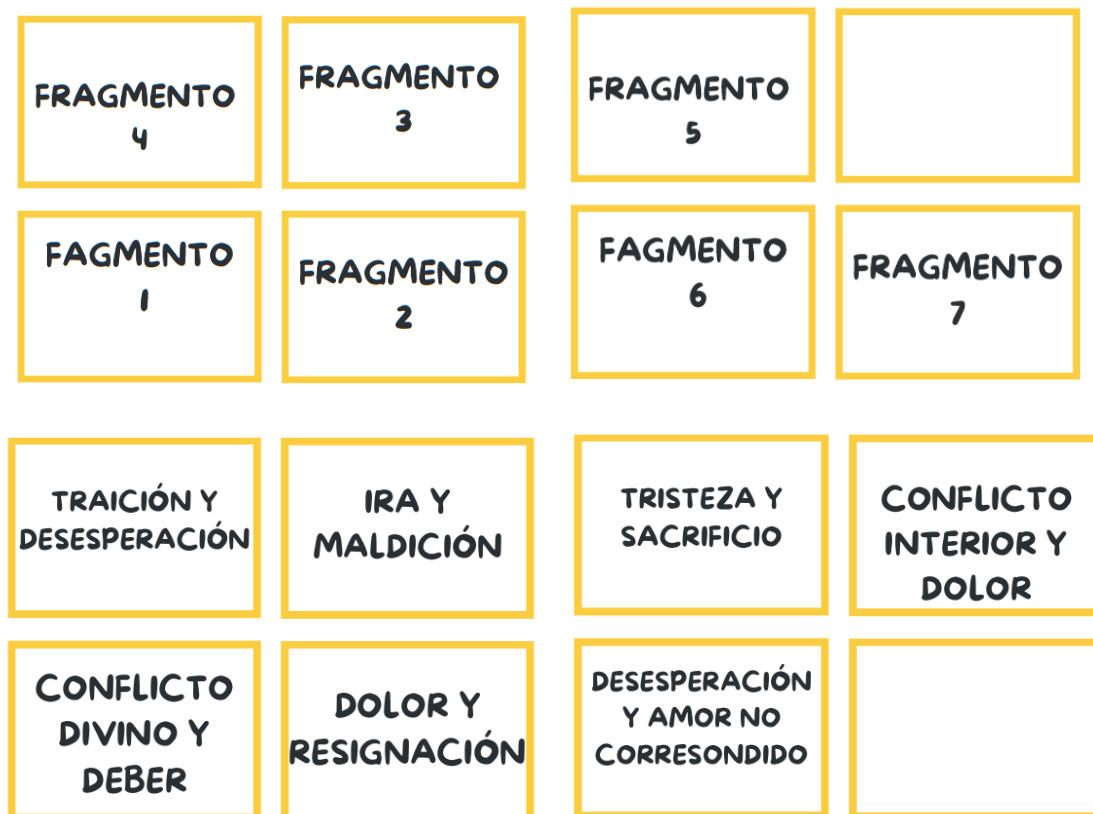 FRAGMENTO
4
FRAGMENTO
3
FRAGMENTO
5
FAGMENTO
1
FRAGMENTO
2
FAGMENTO
6
FRAGMENTO
7
TRAICIÓN Y
DESESPERACIÓN
IRA Y
MALDICIÓN
TRISTEZA Y
SACRIFICIO
CONFLICTO
INTERIOR Y
DOLOR
CONFLICTO
DIVINO Y
DEBER
DOLOR Y
RESIGNACIÓN
DESESPERACIÓN
Y AMOR NO
CORRESONDIDO